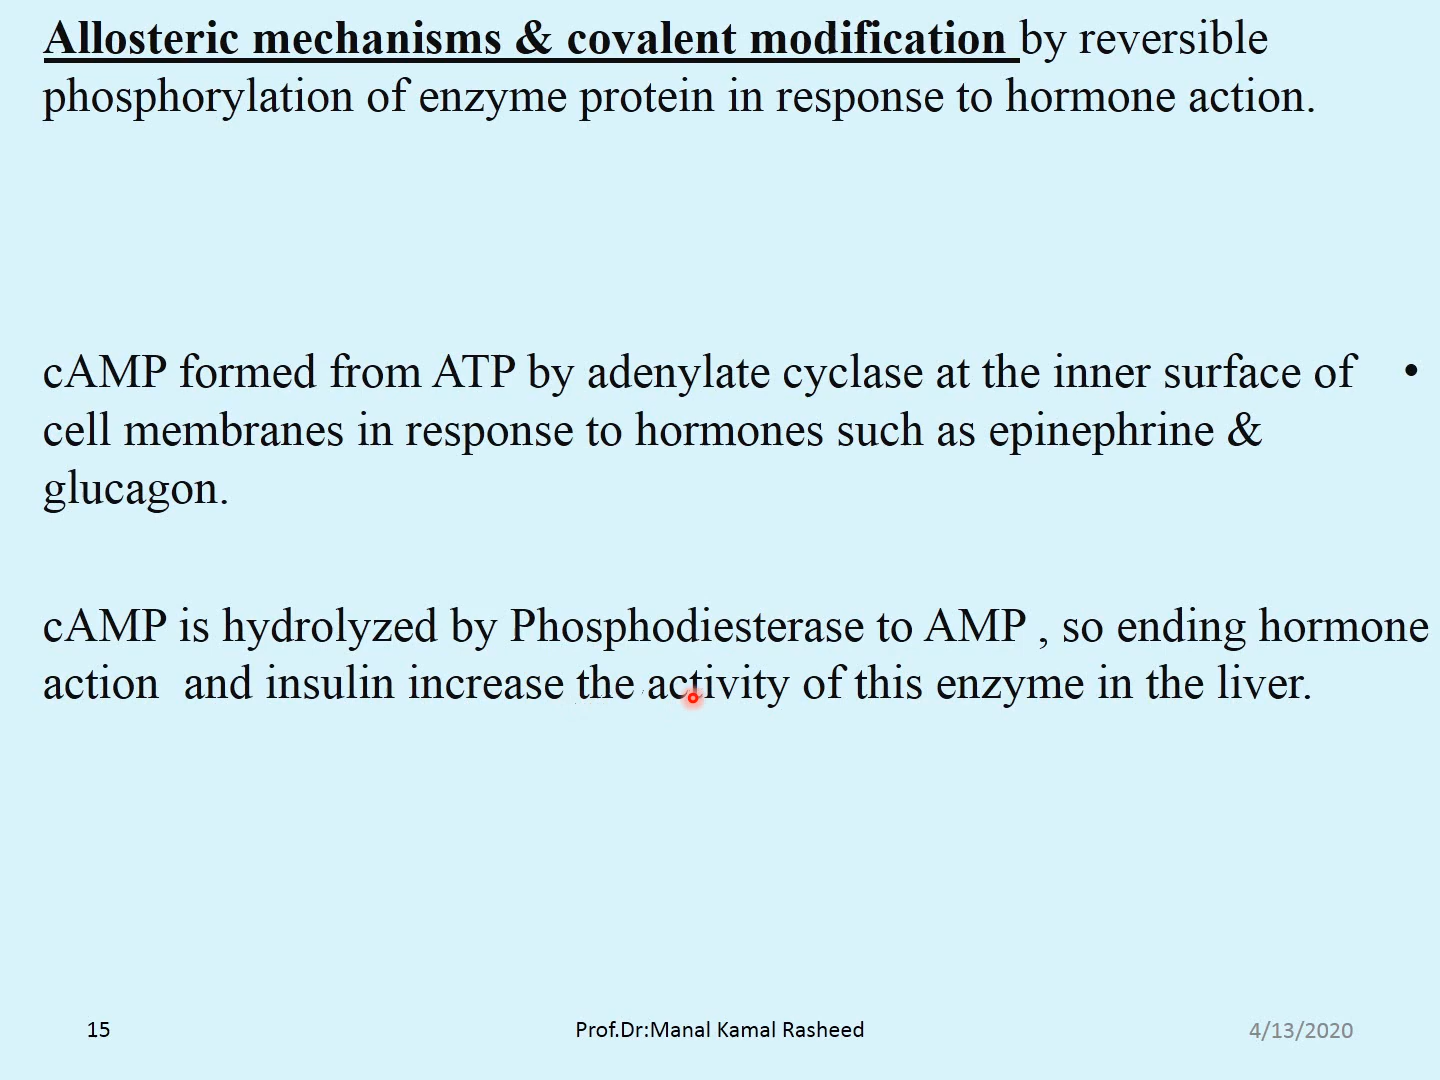 Allosteric mechanisms & covalent modification by reversible
phosphorylation of enzyme protein in response to hormone action.
cAMP formed from ATP by adenylate cyclase at the inner surface of •
cell membranes in response to hormones such as epinephrine &
glucagon.
cAMP is hydrolyzed by Phosphodiesterase to AMP , so ending hormone
action  and insulin increase the activity of this enzyme in the liver.
15
Prof.Dr:Manal Kamal Rasheed
4/13/2020